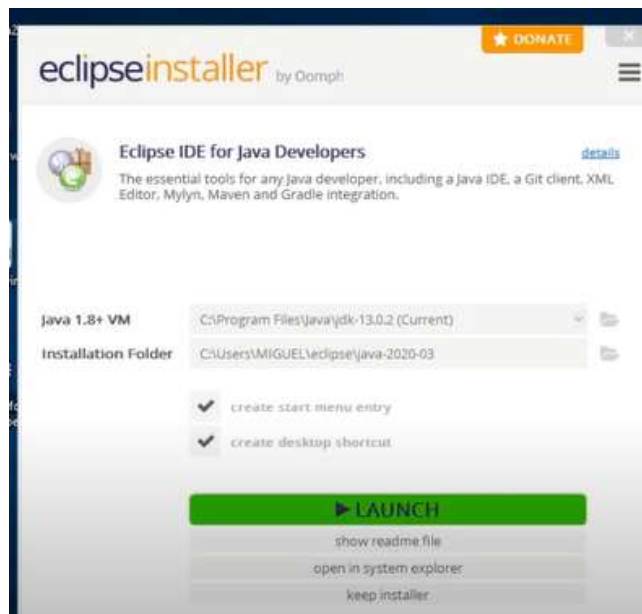 ★ DONATE
eclipseinstaller by Oomph
Eclipse IDE for Java Developers
details
The essential tools for any Java developer, including a Java IDE, a Git client, XML
Editor, Mylyn, Maven and Gradle integration.
Java 1.8+ VM
C:\Program Files\Java\jdk-13.0.2 (Current)
Installation Folder
C:\Users\MIGUEL\eclipse\java-2020-03
create start menu entry
create desktop shortcut
LAUNCH
show readme file
open in system explorer
keep installer